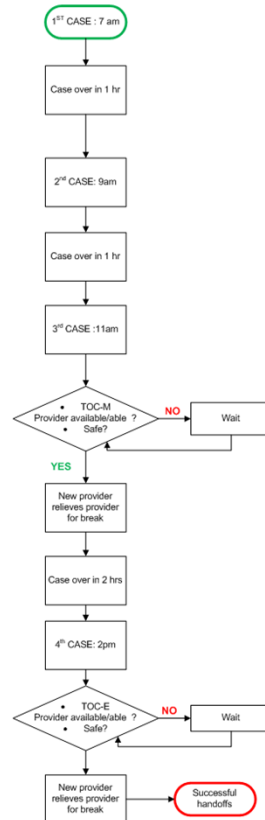 1ST CASE : 7 am
Case over in 1 hr
2nd CASE: 9am
Case over in 1 hr
3rd CASE :11am
• TOC-M
Provider available/able ?
• Safe?
NO
Wait
YES
New provider
relieves provider
for break
Case over in 2 hrs
4th CASE: 2pm
• TOC-E
Provider available/able ?
• Safe?
NO
Wait
New provider
relieves provider
for break
Successful
handoffs